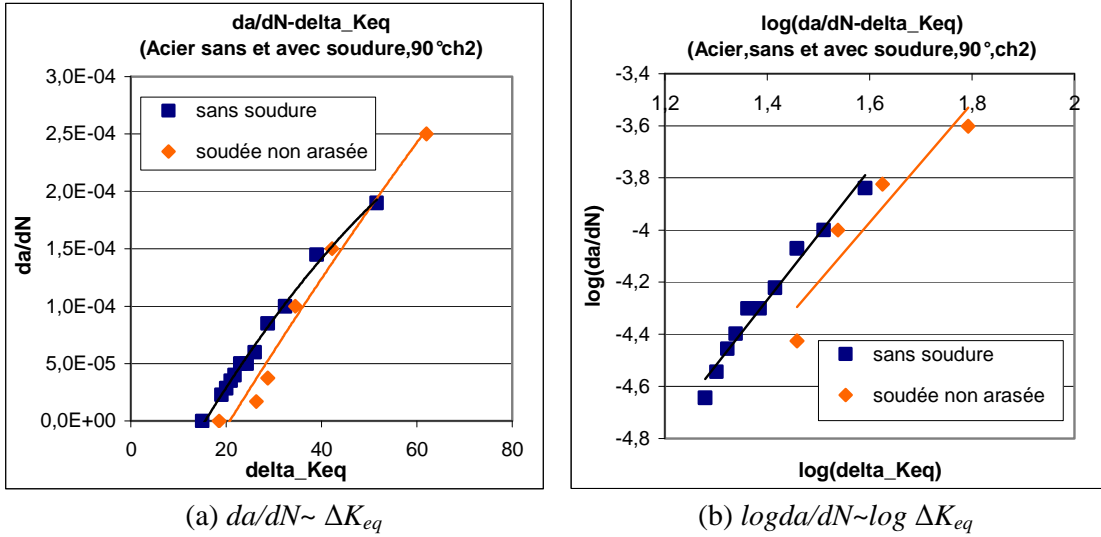 da/dN-delta_Keq
(Acier sans et avec soudure,90°ch2)
3,0E-04
2,5E-04
2,0E-04
1,5E-04
1,0E-04
5,0E-05
0,0E+00
da/dN
sans soudure
soudée non arasée
0 20 40 60 80
delta_Keq
(a) da/dN~ ΔKeq
log(da/dN-delta_Keq)
(Acier,sans et avec soudure,90°,ch2)
-3,4
1,2 1,4 1,6 1,8 2
-3,6
-3,8
-4
-4,2
-4,4
-4,6
-4,8
log(da/dN)
sans soudure
soudée non arasée
log(delta_Keq)
(b) logda/dN~log ΔKeq